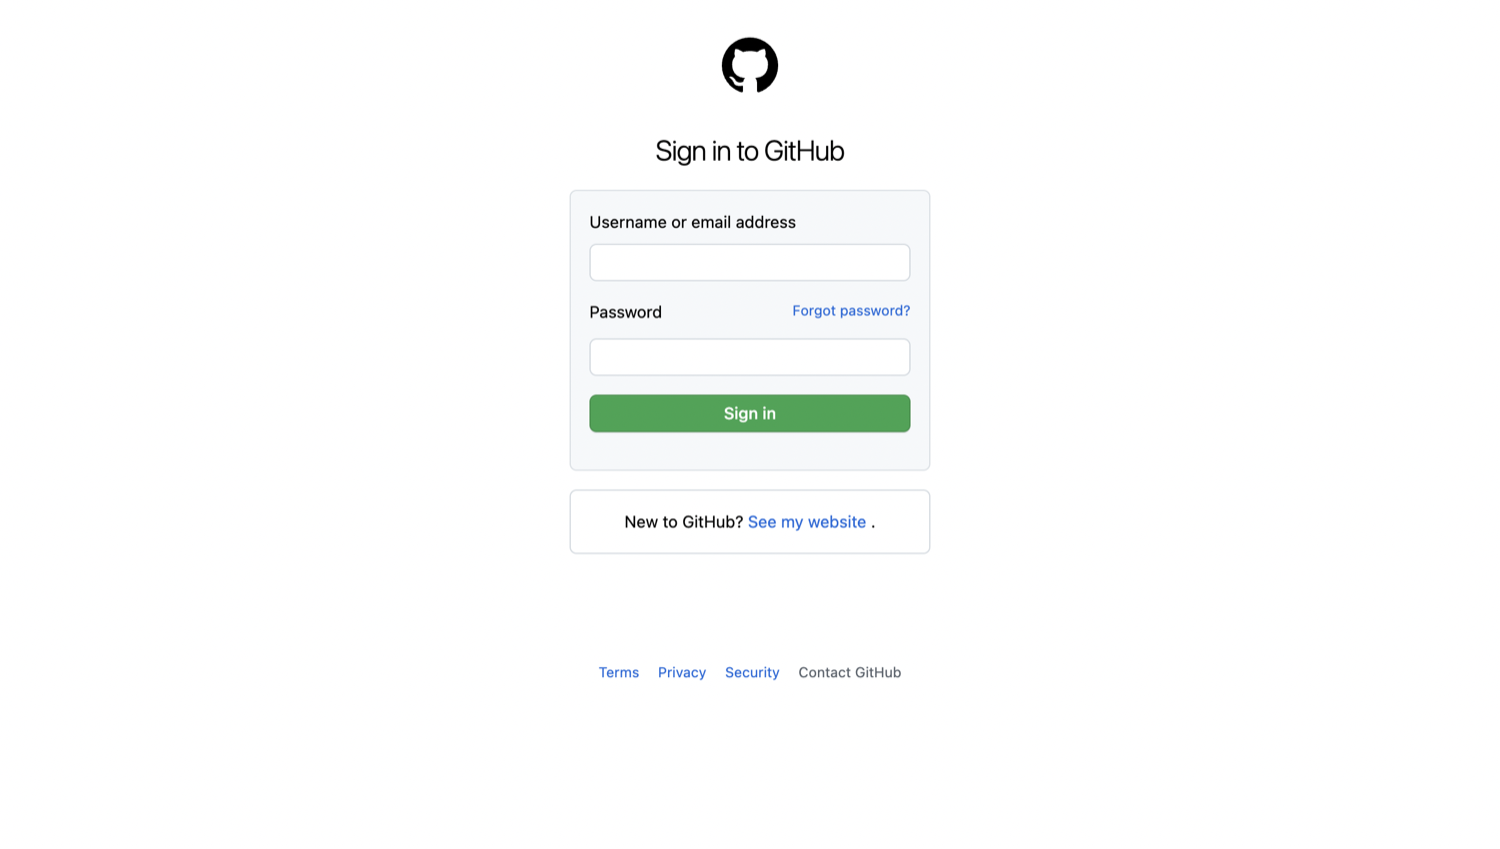 Sign in to GitHub
Username or email address
Password Forgot password?
Sign in
New to GitHub? See my website .
Terms Privacy Security Contact GitHub